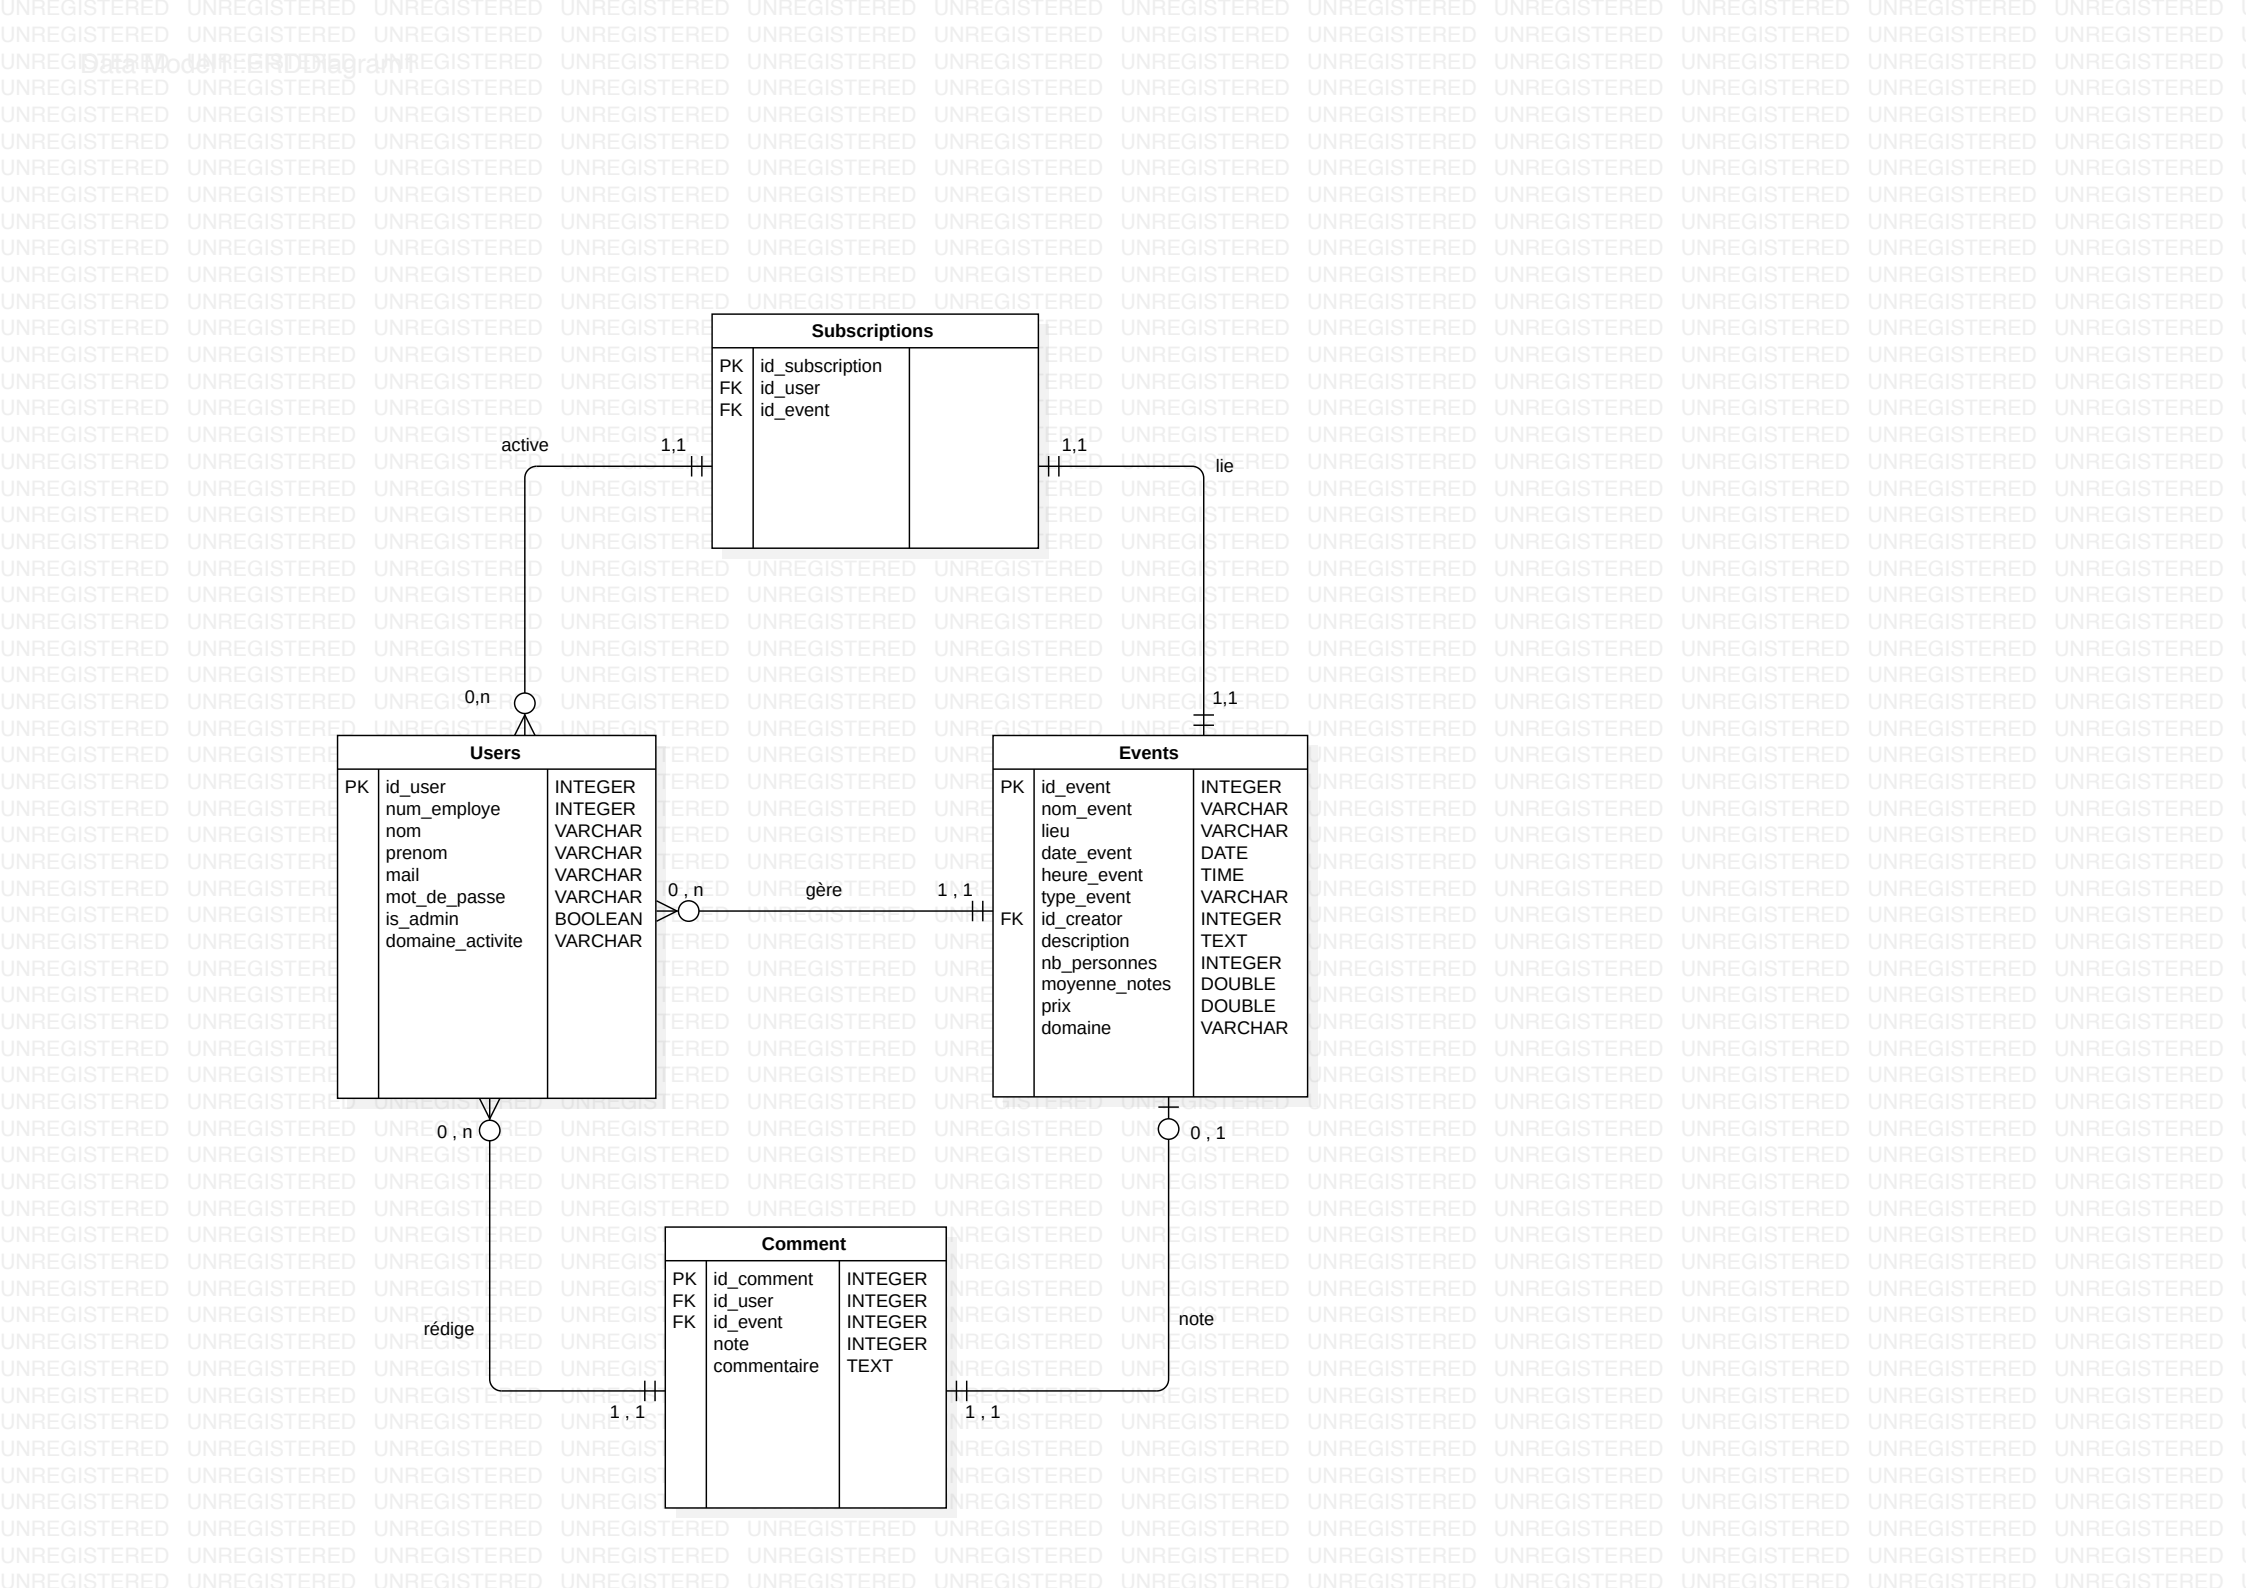 Data Model1::ERDDiagram1
Subscriptions
PK id_subscription
FK id_user
FK id_event
active
1,1
1,1
lie
0,n
1,1
Users
PK id_user INTEGER
num_employe INTEGER
nom VARCHAR
prenom VARCHAR
mail VARCHAR
mot_de_passe VARCHAR
is_admin BOOLEAN
domaine_activite VARCHAR
0 , n
gère
1 , 1
Events
PK id_event INTEGER
nom_event VARCHAR
lieu VARCHAR
date_event DATE
heure_event TIME
type_event VARCHAR
FK id_creator INTEGER
description TEXT
nb_personnes INTEGER
moyenne_notes DOUBLE
prix DOUBLE
domaine VARCHAR
0 , n
0 , 1
Comment
PK id_comment INTEGER
FK id_user INTEGER
FK id_event INTEGER
note INTEGER
commentaire TEXT
rédige
note
1 , 1
1 , 1
UNREGISTERED